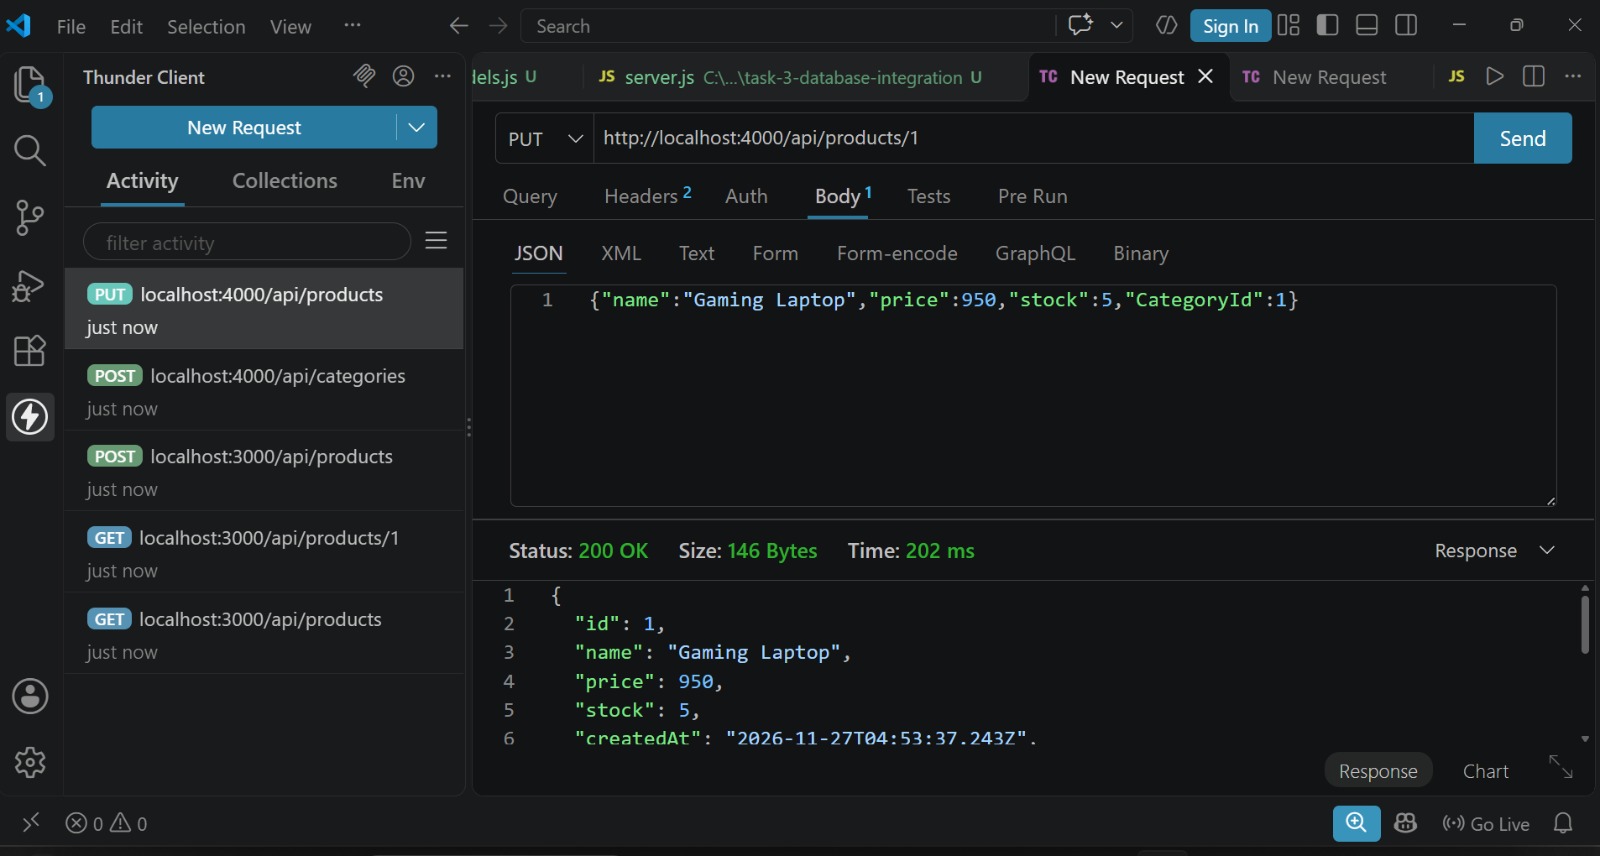 File Edit Selection View ··· Search Sign In
Thunder Client
New Request
Activity Collections Env
filter activity
PUT localhost:4000/api/products
just now
POST localhost:4000/api/categories
just now
POST localhost:3000/api/products
just now
GET localhost:3000/api/products/1
just now
GET localhost:3000/api/products
just now
1
dels.js U JS server.js C:\...\task-3-database-integration U TC New Request TC New Request JS ···
PUT http://localhost:4000/api/products/1 Send
Query Headers 2 Auth Body 1 Tests Pre Run
JSON XML Text Form Form-encode GraphQL Binary
1 {"name":"Gaming Laptop","price":950,"stock":5,"CategoryId":1}
Status: 200 OK Size: 146 Bytes Time: 202 ms Response
1 {
2 "id": 1,
3 "name": "Gaming Laptop",
4 "price": 950,
5 "stock": 5,
6 "createdAt": "2026-11-27T04:53:37.243Z",
Response Chart
0 0 Go Live